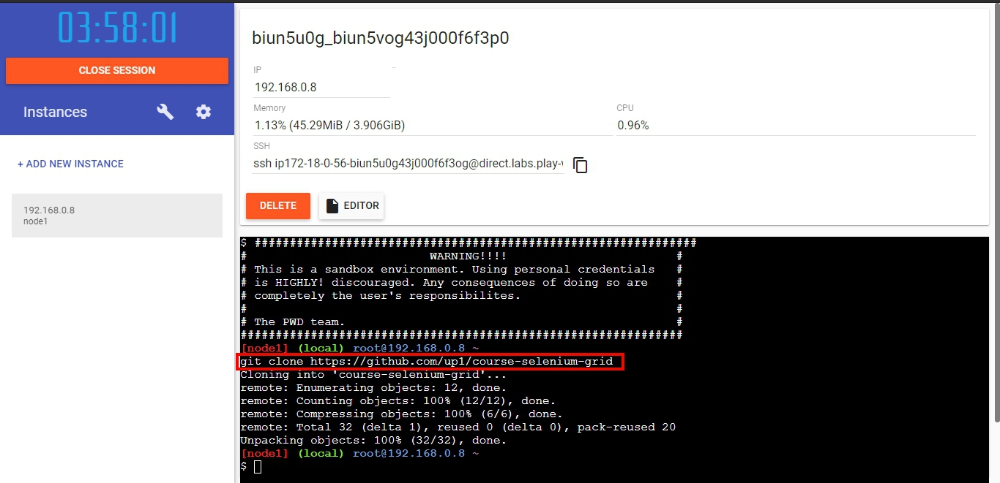 03:58:01
CLOSE SESSION
Instances
+ ADD NEW INSTANCE
192.168.0.8
node1
biun5u0g_biun5vog43j000f6f3p0
IP
192.168.0.8
Memory
1.13% (45.29MiB / 3.906GiB)
CPU
0.96%
SSH
ssh ip172-18-0-56-biun5u0g43j000f6f3og@direct.labs.play-
DELETE
EDITOR
$ ###############################################################
# WARNING!!!! #
# This is a sandbox environment. Using personal credentials #
# is HIGHLY! discouraged. Any consequences of doing so are #
# completely the user's responsibilites. #
# #
# The PWD team. #
###############################################################
[node1] (local) root@192.168.0.8 ~
git clone https://github.com/up1/course-selenium-grid
Cloning into 'course-selenium-grid'...
remote: Enumerating objects: 12, done.
remote: Counting objects: 100% (12/12), done.
remote: Compressing objects: 100% (6/6), done.
remote: Total 32 (delta 1), reused 0 (delta 0), pack-reused 20
Unpacking objects: 100% (32/32), done.
[node1] (local) root@192.168.0.8 ~
$